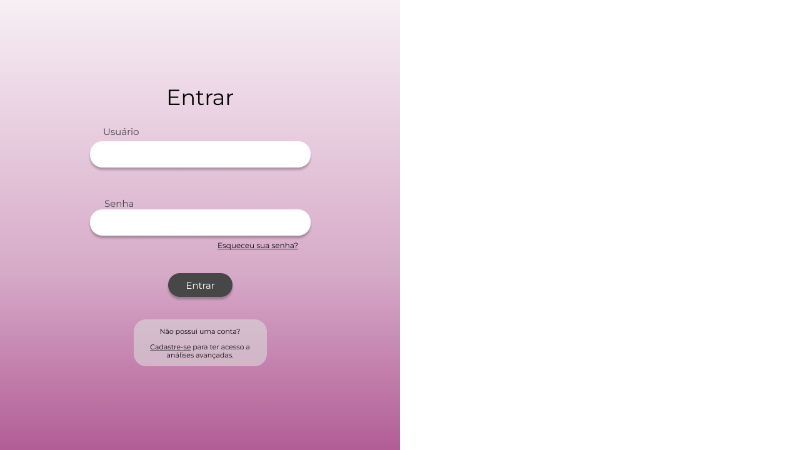 Entrar
Usuário
Senha
Esqueceu sua senha?
Entrar
Não possui uma conta?
Cadastre-se para ter acesso a
análises avançadas.